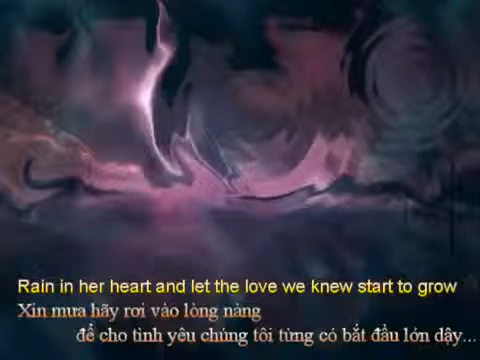 Rain in her heart and let the love we knew start to grow
Xin mưa hãy rơi vào lòng nàng
để cho tình yêu chúng tôi từng có bắt đầu lớn dậy...